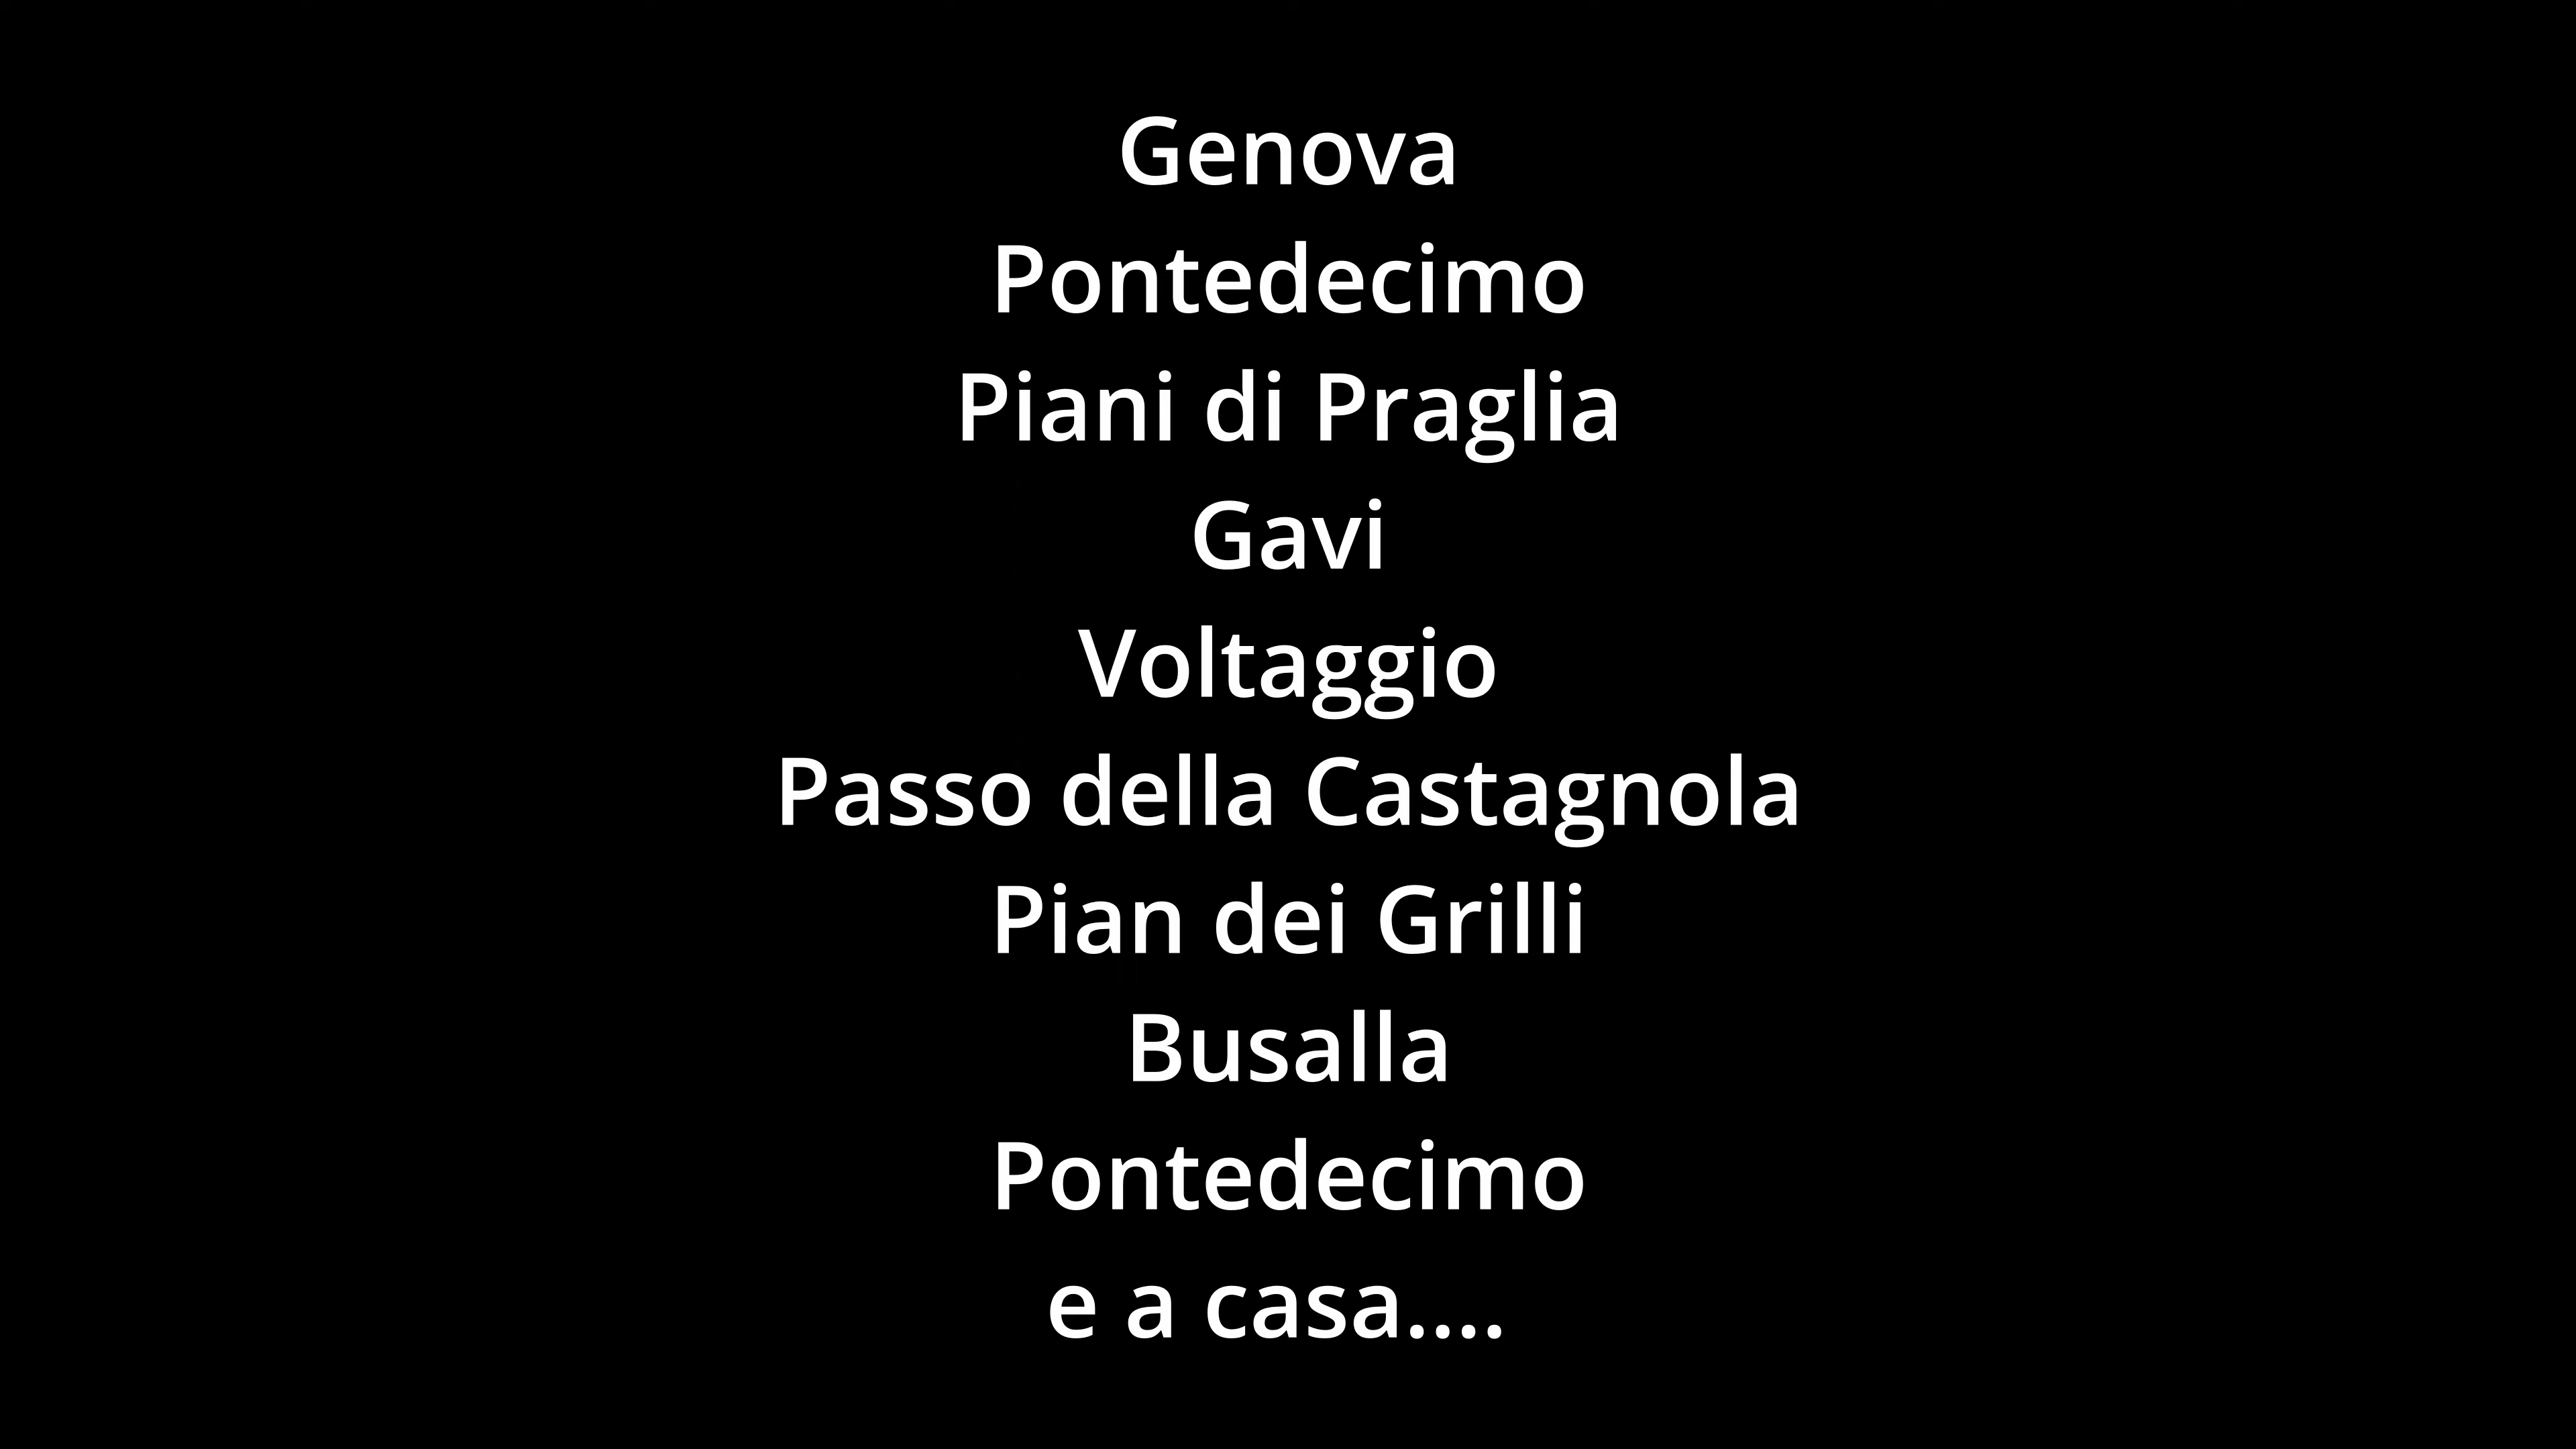 Genova
Pontedecimo
Piani di Praglia
Gavi
Voltaggio
Passo della Castagnola
Pian dei Grilli
Busalla
Pontedecimo
e a casa....